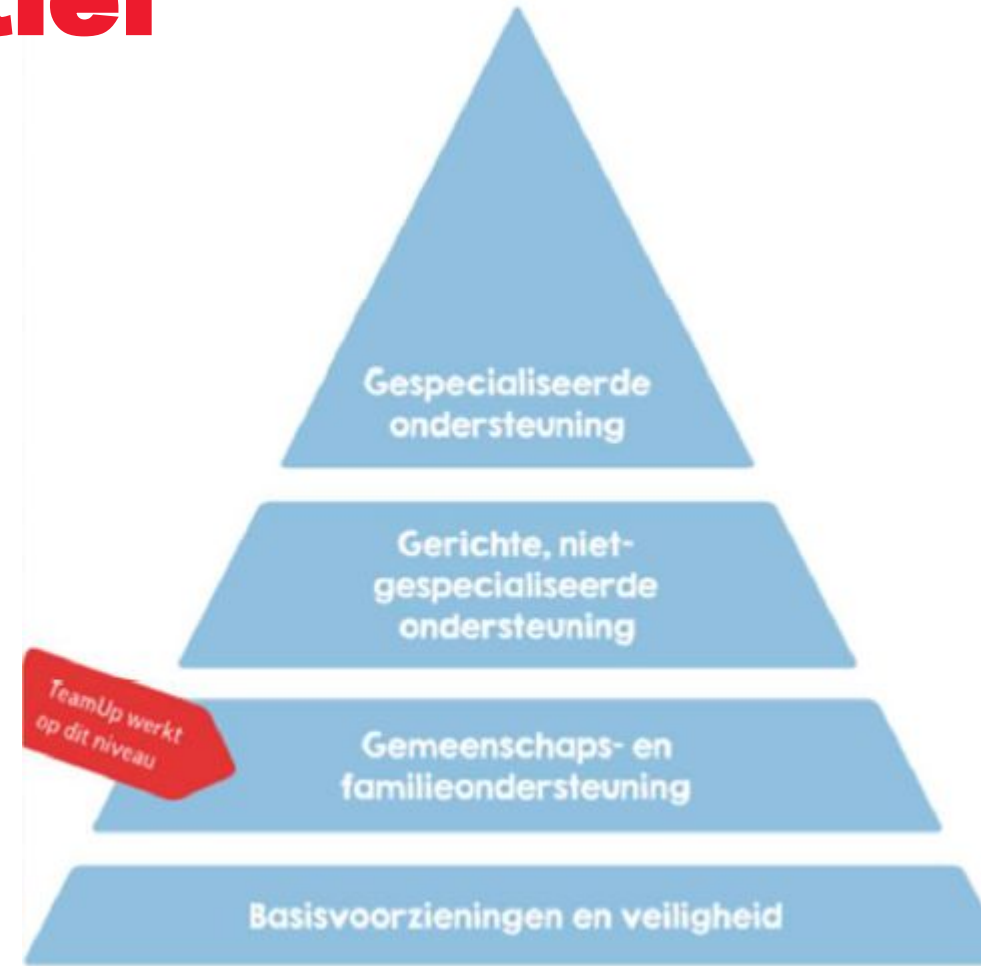 Gespecialiseerde
ondersteuning
Gerichte, niet-
gespecialiseerde
ondersteuning
TeamUp werkt
op dit niveau
Gemeenschaps- en
familieondersteuning
Basisvoorzieningen en veiligheid